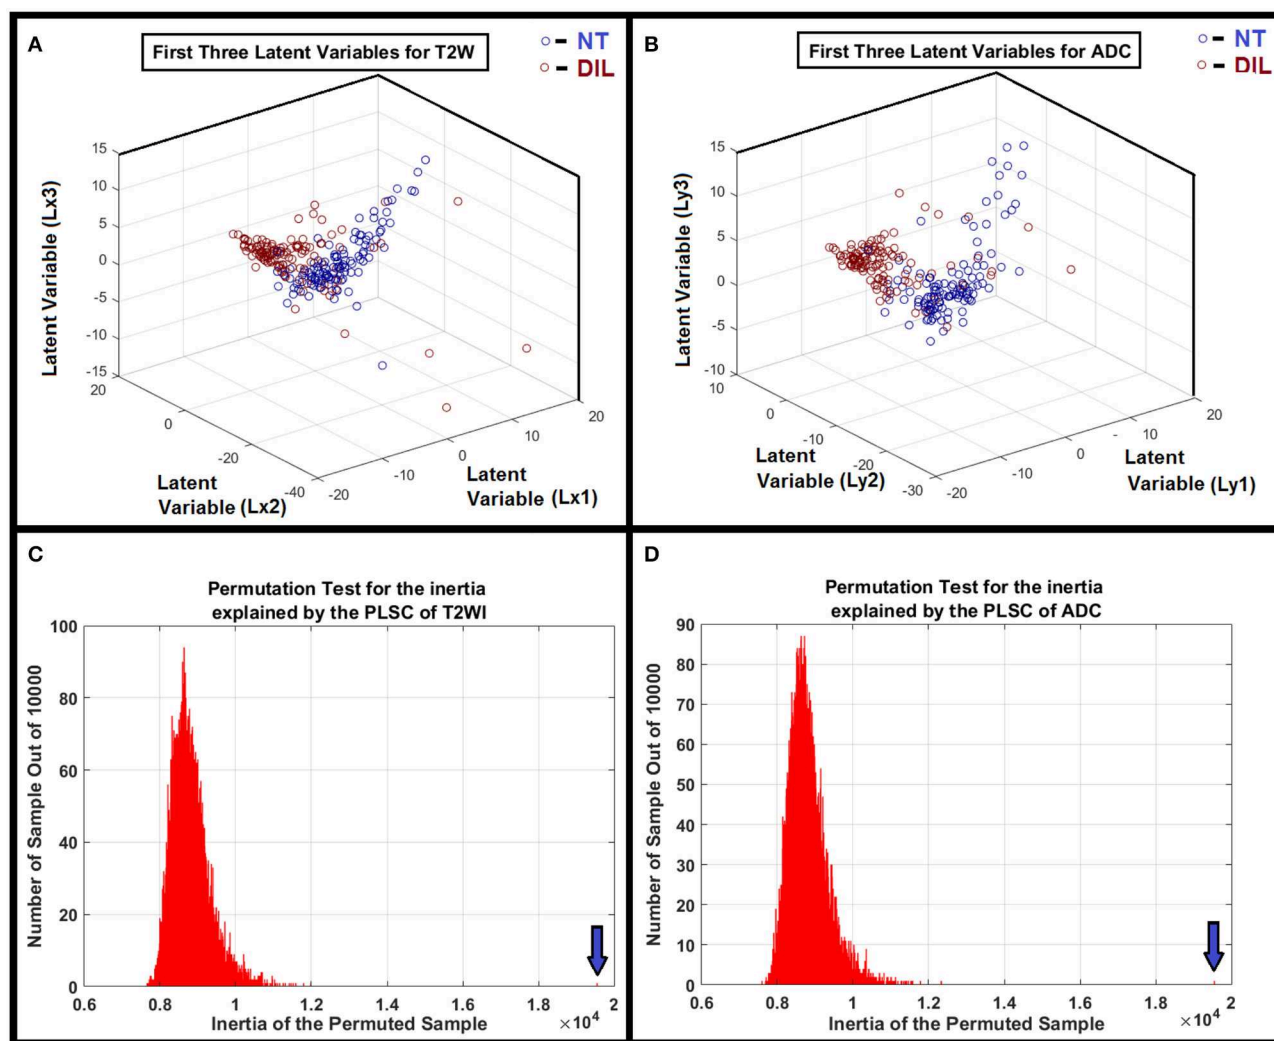 A
First Three Latent Variables for T2W
NT
DIL
Latent Variable (Lx3)
15
10
5
0
-5
-10
-15
20
0
-20
-40
-20
-10
0
10
20
Latent
Variable (Lx2)
Latent
Variable (Lx1)
B
First Three Latent Variables for ADC
NT
DIL
Latent Variable (Ly3)
15
10
5
0
-5
-10
10
0
-10
-20
-30
-20
-10
0
10
20
Latent
Variable (Ly2)
Latent
Variable (Ly1)
C
Permutation Test for the inertia
explained by the PLSC of T2WI
Number of Sample Out of 10000
100
80
60
40
20
0
0.6
0.8
1
1.2
1.4
1.6
1.8
2
×10⁴
Inertia of the Permuted Sample
D
Permutation Test for the inertia
explained by the PLSC of ADC
Number of Sample Out of 10000
90
80
70
60
50
40
30
20
10
0
0.6
0.8
1
1.2
1.4
1.6
1.8
2
×10⁴
Inertia of the Permuted Sample